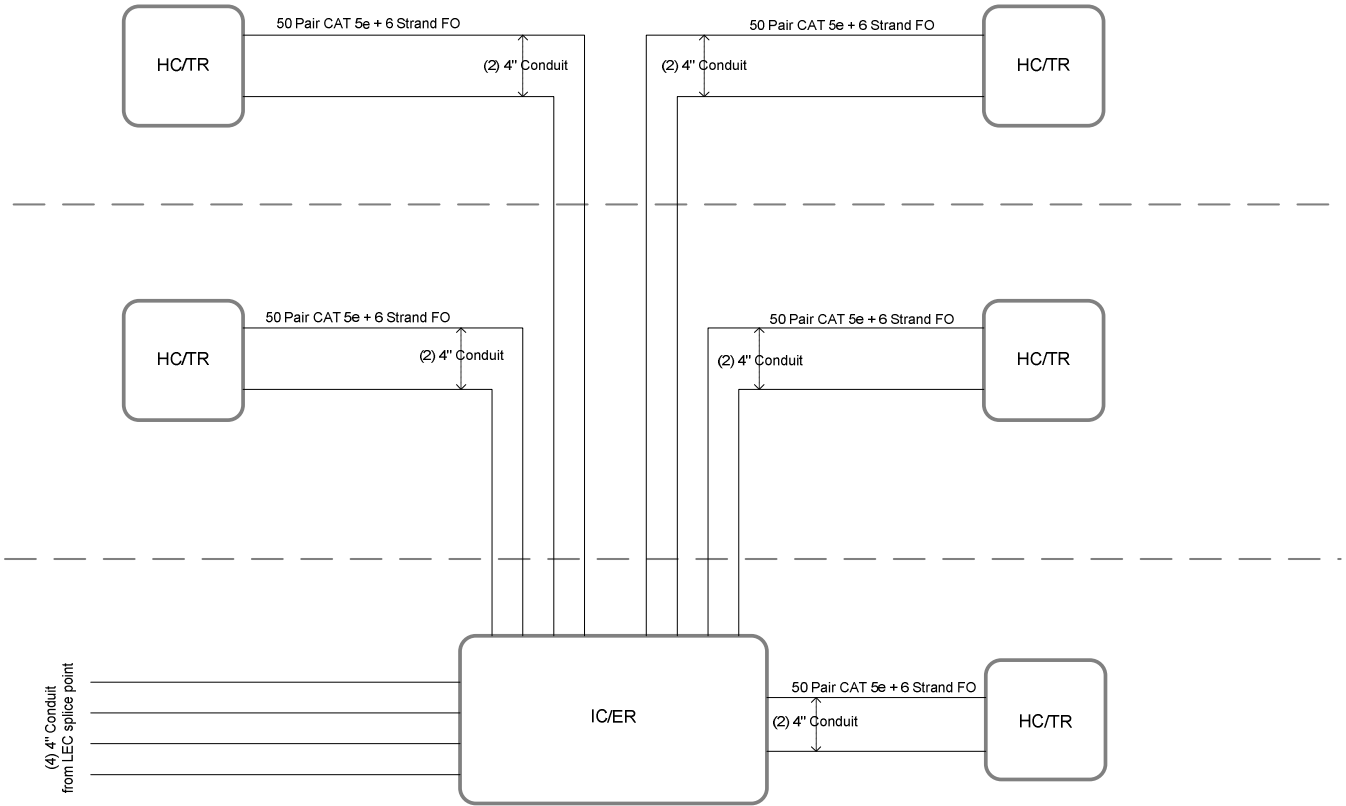 50 Pair CAT 5e + 6 Strand FO
50 Pair CAT 5e + 6 Strand FO
HC/TR
(2) 4" Conduit
(2) 4" Conduit
HC/TR
50 Pair CAT 5e + 6 Strand FO
50 Pair CAT 5e + 6 Strand FO
HC/TR
(2) 4" Conduit
(2) 4" Conduit
HC/TR
(4) 4" Conduit
from LEC splice point
IC/ER
50 Pair CAT 5e + 6 Strand FO
(2) 4" Conduit
HC/TR